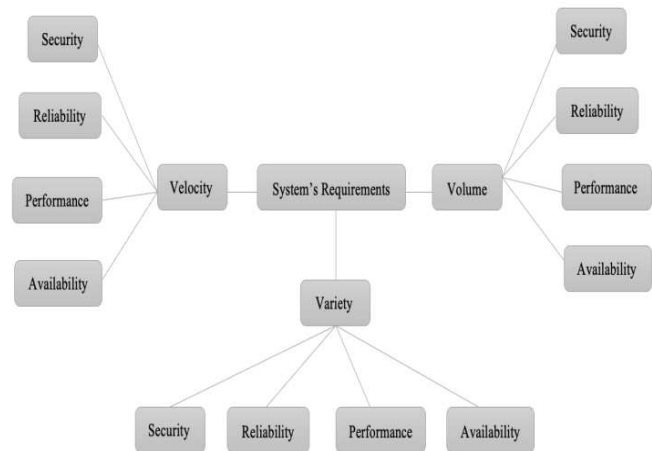 Security
Reliability
Performance
Availability
Velocity
System's Requirements
Volume
Security
Reliability
Performance
Availability
Variety
Security
Reliability
Performance
Availability